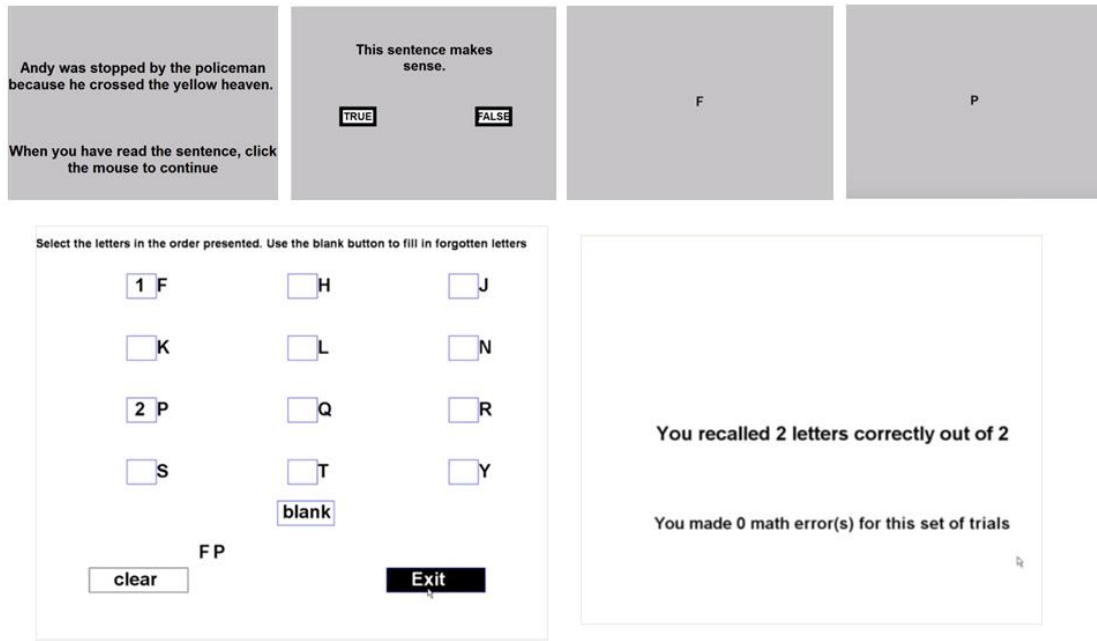 Andy was stopped by the policeman
because he crossed the yellow heaven.
When you have read the sentence, click
the mouse to continue
This sentence makes
sense.
TRUE FALSE
F
P
Select the letters in the order presented. Use the blank button to fill in forgotten letters
1 F H J
K L N
2 P Q R
S T Y
blank
F P
clear Exit
You recalled 2 letters correctly out of 2
You made 0 math error(s) for this set of trials